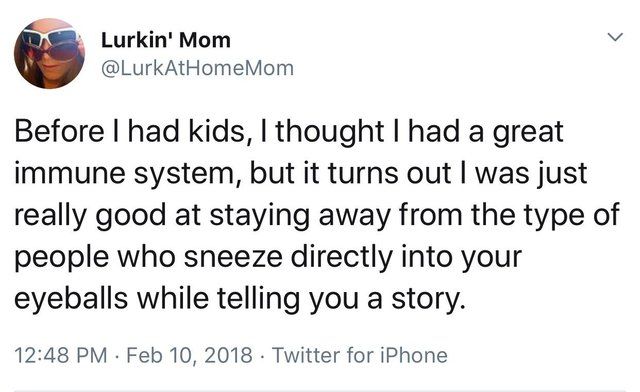 Lurkin' Mom
@LurkAtHomeMom
Before I had kids, I thought I had a great
immune system, but it turns out I was just
really good at staying away from the type of
people who sneeze directly into your
eyeballs while telling you a story.
12:48 PM · Feb 10, 2018 · Twitter for iPhone